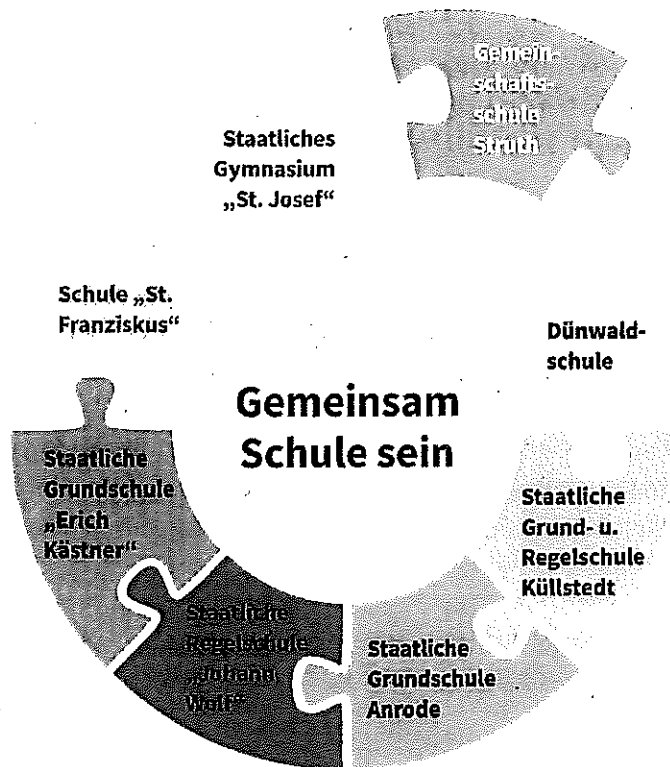 Gemein-
schafts-
schule
Struth
Staatliches
Gymnasium
„St. Josef“
Schule „St.
Franziskus“
Dünwald-
schule
Gemeinsam
Schule sein
Staatliche
Grundschule
„Erich
Kästner“
Staatliche
Grund- u.
Regelschule
Küllstedt
Staatliche
Regelschule
„Johann
Wolf“
Staatliche
Grundschule
Anrode